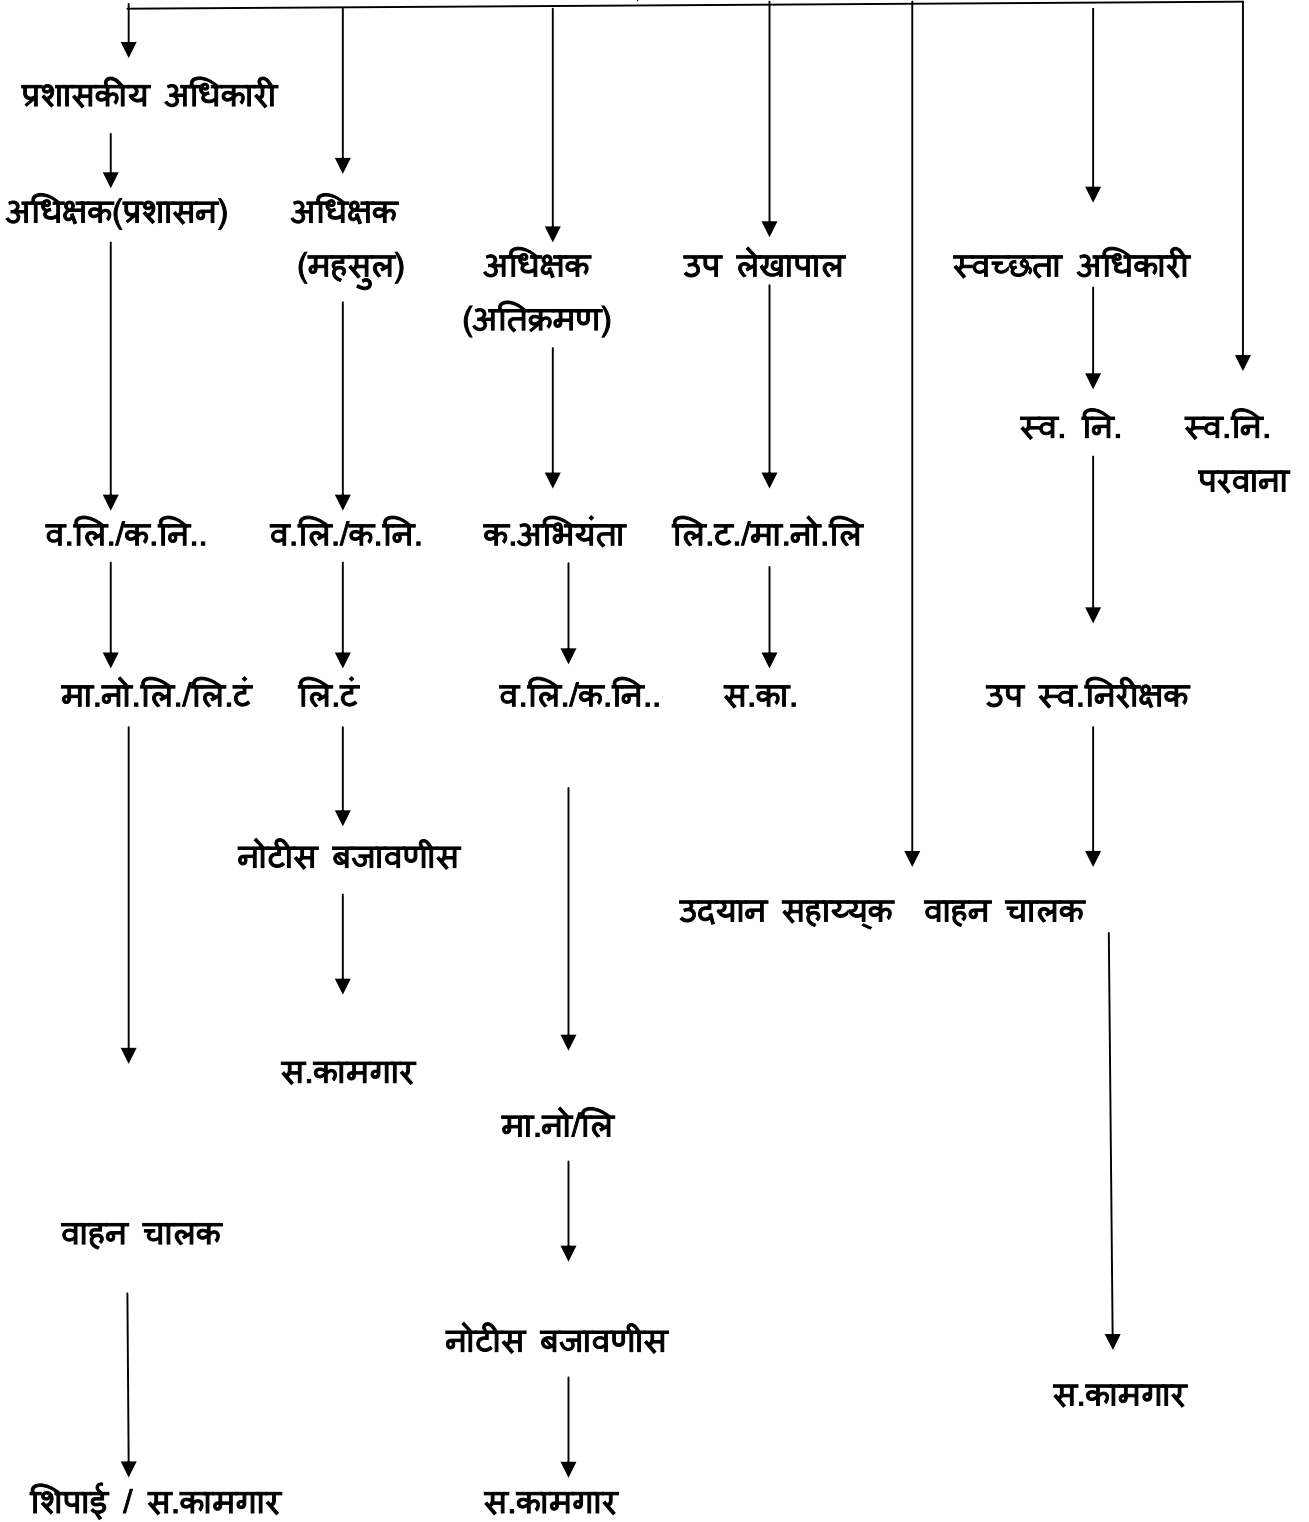 प्रशासकीय अधिकारी
अधिक्षक(प्रशासन) अधिक्षक
(महसुल) अधिक्षक उप लेखापाल स्वच्छता अधिकारी
(अतिक्रमण)
स्व. नि. स्व.नि.
परवाना
व.लि./क.नि.. व.लि./क.नि. क.अभियंता लि.ट./मा.नो.लि
मा.नो.लि./लि.टं लि.टं व.लि./क.नि.. स.का. उप स्व.निरीक्षक
नोटीस बजावणीस
उदयान सहाय्य्क वाहन चालक
स.कामगार
मा.नो/लि
वाहन चालक
नोटीस बजावणीस
स.कामगार
शिपाई / स.कामगार स.कामगार